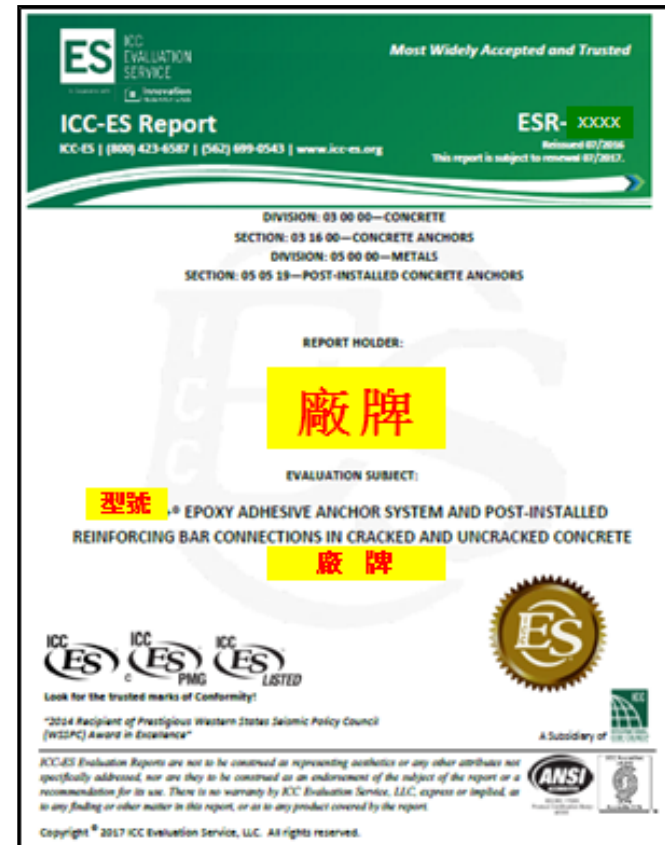 ES ICC
EVALUATION
SERVICE
Most Widely Accepted and Trusted
Innovation
ICC-ES Report
ESR- XXXX
ICC-ES | (800) 423-6587 | (562) 699-0543 | www.icc-es.org
Reissued 07/2016
This report is subject to renewal 07/2017.
DIVISION: 03 00 00—CONCRETE
SECTION: 03 16 00—CONCRETE ANCHORS
DIVISION: 05 00 00—METALS
SECTION: 05 05 19—POST-INSTALLED CONCRETE ANCHORS
REPORT HOLDER:
廠牌
EVALUATION SUBJECT:
型號 ® EPOXY ADHESIVE ANCHOR SYSTEM AND POST-INSTALLED
REINFORCING BAR CONNECTIONS IN CRACKED AND UNCRACKED CONCRETE
廠 牌
ICC ES ICC ES C PMG ICC ES LISTED
ES
Look for the trusted marks of Conformity!
"2014 Recipient of Prestigious Western States Seismic Policy Council
(WSSPC) Award in Excellence"
A Subsidiary of ICC
ICC-ES Evaluation Reports are not to be construed as representing aesthetics or any other attributes not
specifically addressed, nor are they to be construed as an endorsement of the subject of the report or a
recommendation for its use. There is no warranty by ICC Evaluation Service, LLC, express or implied, as
to any finding or other matter in this report, or as to any product covered by the report.
ANSI
Copyright ® 2017 ICC Evaluation Service, LLC. All rights reserved.